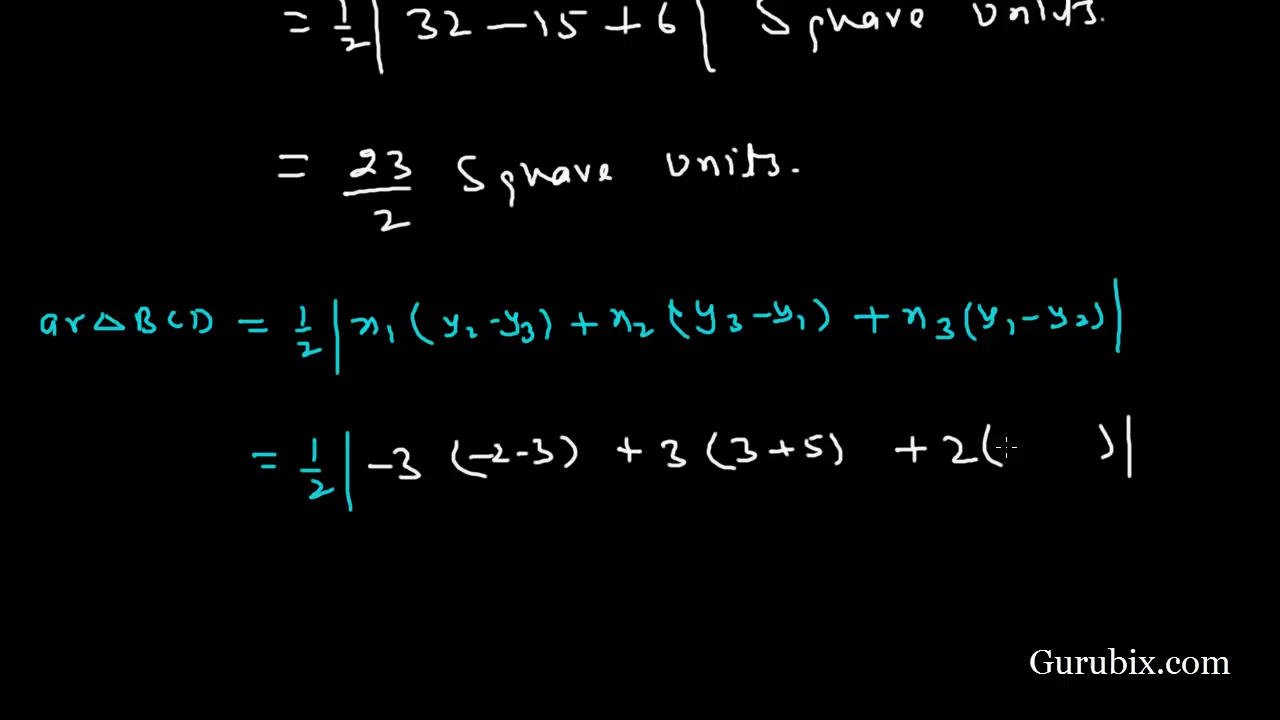 = 1/2 | 32 - 15 + 6 | Square units.
= 23/2 Square units.
ar△BCD = 1/2 | x₁ (y₂-y₃) + x₂ (y₃-y₁) + x₃(y₁-y₂) |
= 1/2 | -3 (-2-3) + 3 (3+5) + 2( ) |
Gurubix.com